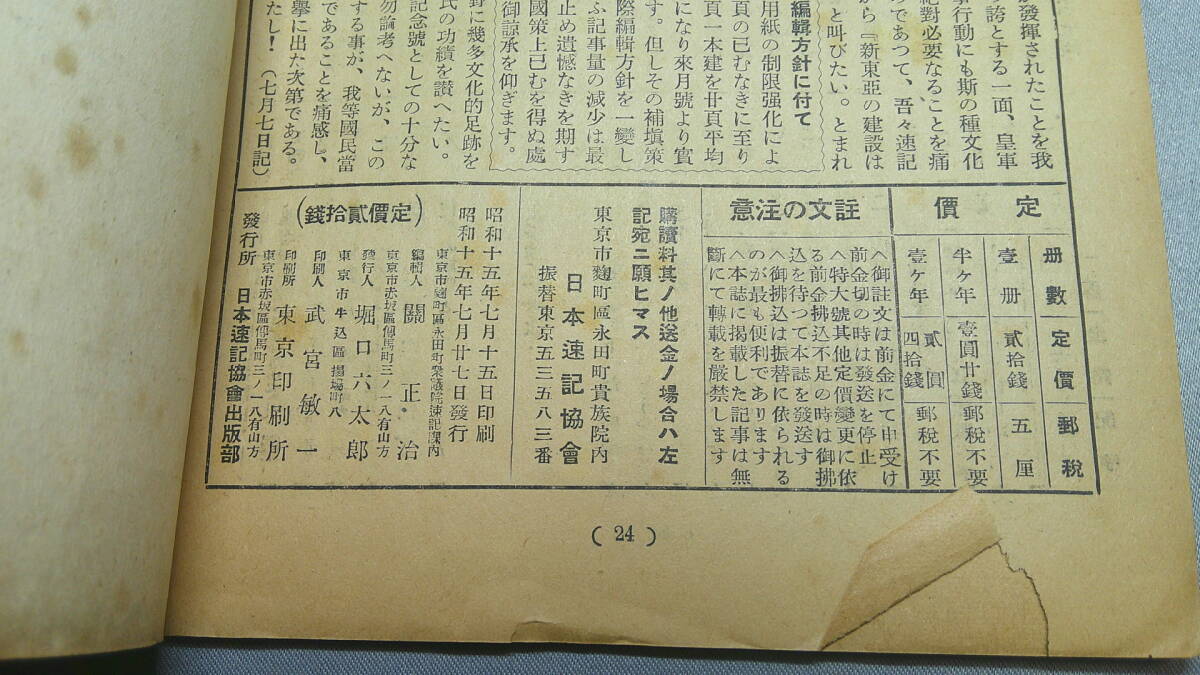 發揮されたことを我
誇とする一面、皇軍
行動にも斯の種文化
絕對必要なることを痛
であつて、吾々速記
から『新東亞の建設は
と叫びたい。とまれ
編輯方針に付て
用紙の制限强化によ
頁の已むなきに至り
頁一本建を廿頁平均
になり來月號より實
す。但しその補塡策
際編輯方針を一變し
ふ記事量の減少は最
止め遺憾なきを期す
國策上已むを得ぬ處
御諒承を仰ぎます。
野に幾多文化的足跡を
氏の功績を讃へたい。
記念號としての十分な
勿論考へないが、この
する事が、我等國民當
であることを痛感し、
擧に出た次第である。
たし！（七月七日記）
定價
册數 定價 郵稅
壹册 貳拾錢 五厘
半ケ年 壹圓廿錢 郵稅不要
壹ケ年 貳圓四拾錢 郵稅不要
註文の注意
へ御註文は前金にて申受け
前金切の時は發送を停止
へ特大號其他定價變更に依
る前金拂込不足の時は御拂
込を待つて本誌を發送す
へ御拂込は振替に依られる
のが最も便利であります
へ本誌に揭載した記事は無
斷にて轉載を嚴禁します
購讀料其ノ他送金ノ場合ハ左
記宛ニ願ヒマス
東京市麴町區永田町貴族院內
日本速記協會
振替東京五三五八三番
昭和十五年七月十五日印刷
昭和十五年七月廿七日發行
定價貳拾錢
東京市麴町區永田町衆議院速記課內
編輯人 關正治
東京市赤坂區傳馬町三ノ一八有山方
發行人 堀口六太郎
東京市牛込區揚場町八
印刷人 武宮敏一
印刷所 東京印刷所
東京市赤坂區傳馬町三ノ一八有山方
發行所 日本速記協會出版部
( 24 )